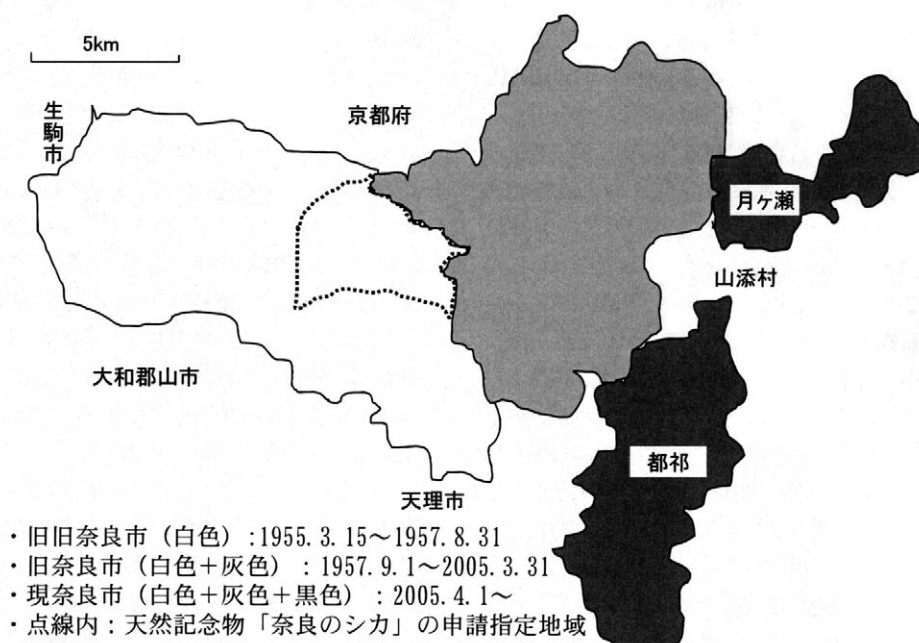 5km
生駒市
京都府
月ヶ瀬
山添村
大和郡山市
都祁
天理市
・旧旧奈良市（白色）：1955.3.15～1957.8.31
・旧奈良市（白色＋灰色）：1957.9.1～2005.3.31
・現奈良市（白色＋灰色＋黒色）：2005.4.1～
・点線内：天然記念物「奈良のシカ」の申請指定地域